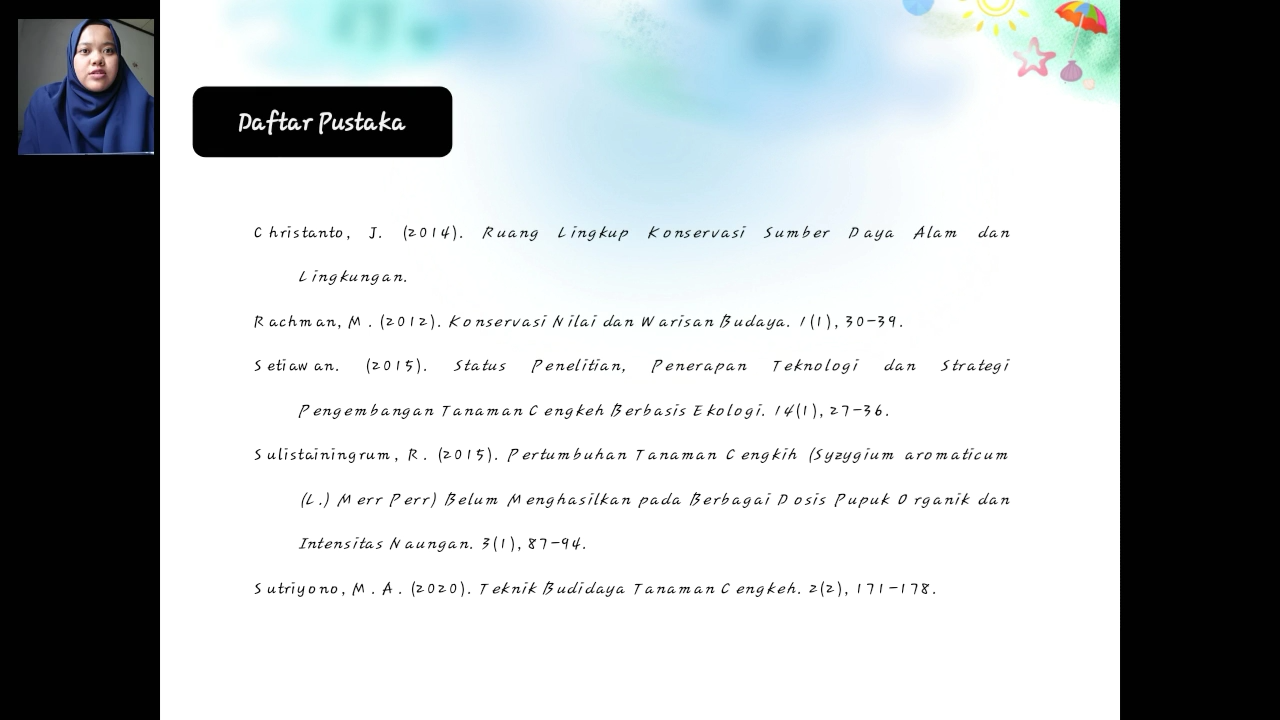 Daftar Pustaka
Christanto, J. (2014). Ruang Lingkup Konservasi Sumber Daya Alam dan
Lingkungan.
Rachman, M. (2012). Konservasi Nilai dan Warisan Budaya. 1(1), 30-39.
Setiawan. (2015). Status Penelitian, Penerapan Teknologi dan Strategi
Pengembangan Tanaman Cengkeh Berbasis Ekologi. 14(1), 27-36.
Sulistainingrum, R. (2015). Pertumbuhan Tanaman Cengkih (Syzygium aromaticum
(L.) Merr Perr) Belum Menghasilkan pada Berbagai Dosis Pupuk Organik dan
Intensitas Naungan. 3(1), 87-94.
Sutriyono, M. A. (2020). Teknik Budidaya Tanaman Cengkeh. 2(2), 171-178.